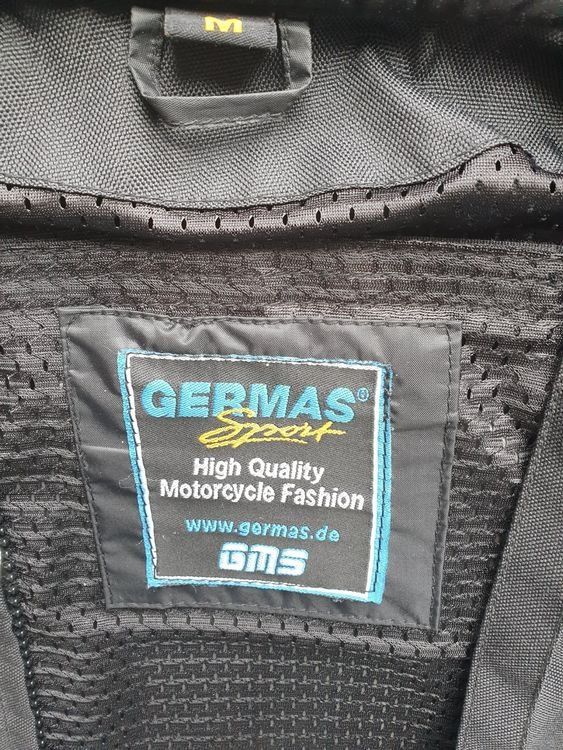 M
GERMAS®
Sport
High Quality
Motorcycle Fashion
www.germas.de
GMS